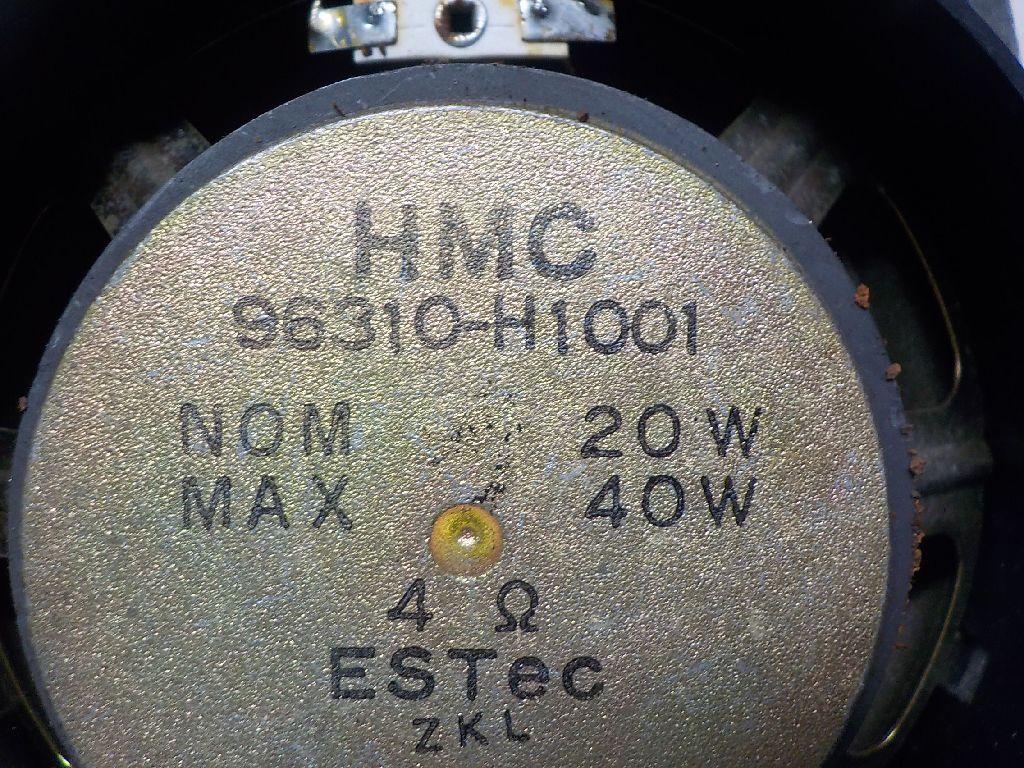 HMC
96310-H1001
NOM 20W
MAX 40W
4 Ω
ESTec
ZKL